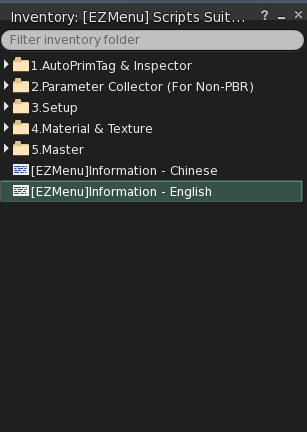 Inventory: [EZMenu] Scripts Suit...
Filter inventory folder
1.AutoPrimTag & Inspector
2.Parameter Collector (For Non-PBR)
3.Setup
4.Material & Texture
5.Master
[EZMenu]Information - Chinese
[EZMenu]Information - English